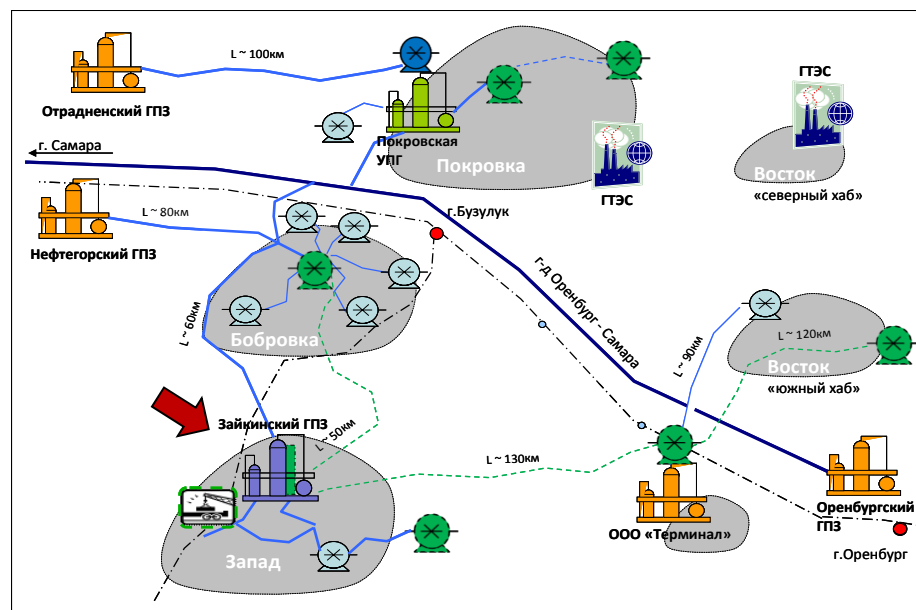 L ~ 100км
Отрадненский ГПЗ
ГТЭС
г. Самара
Покровская
УПГ
Покровка
ГТЭС
Восток
«северный хаб»
L ~ 80км
г.Бузулук
Нефтегорский ГПЗ
г-д Оренбург - Самара
L ~ 60км
Бобровка
L ~ 90км
L ~ 120км
Восток
«южный хаб»
Зайкинский ГПЗ
L ~ 50км
L ~ 130км
Оренбургский
ГПЗ
ООО «Терминал»
Запад
г.Оренбург